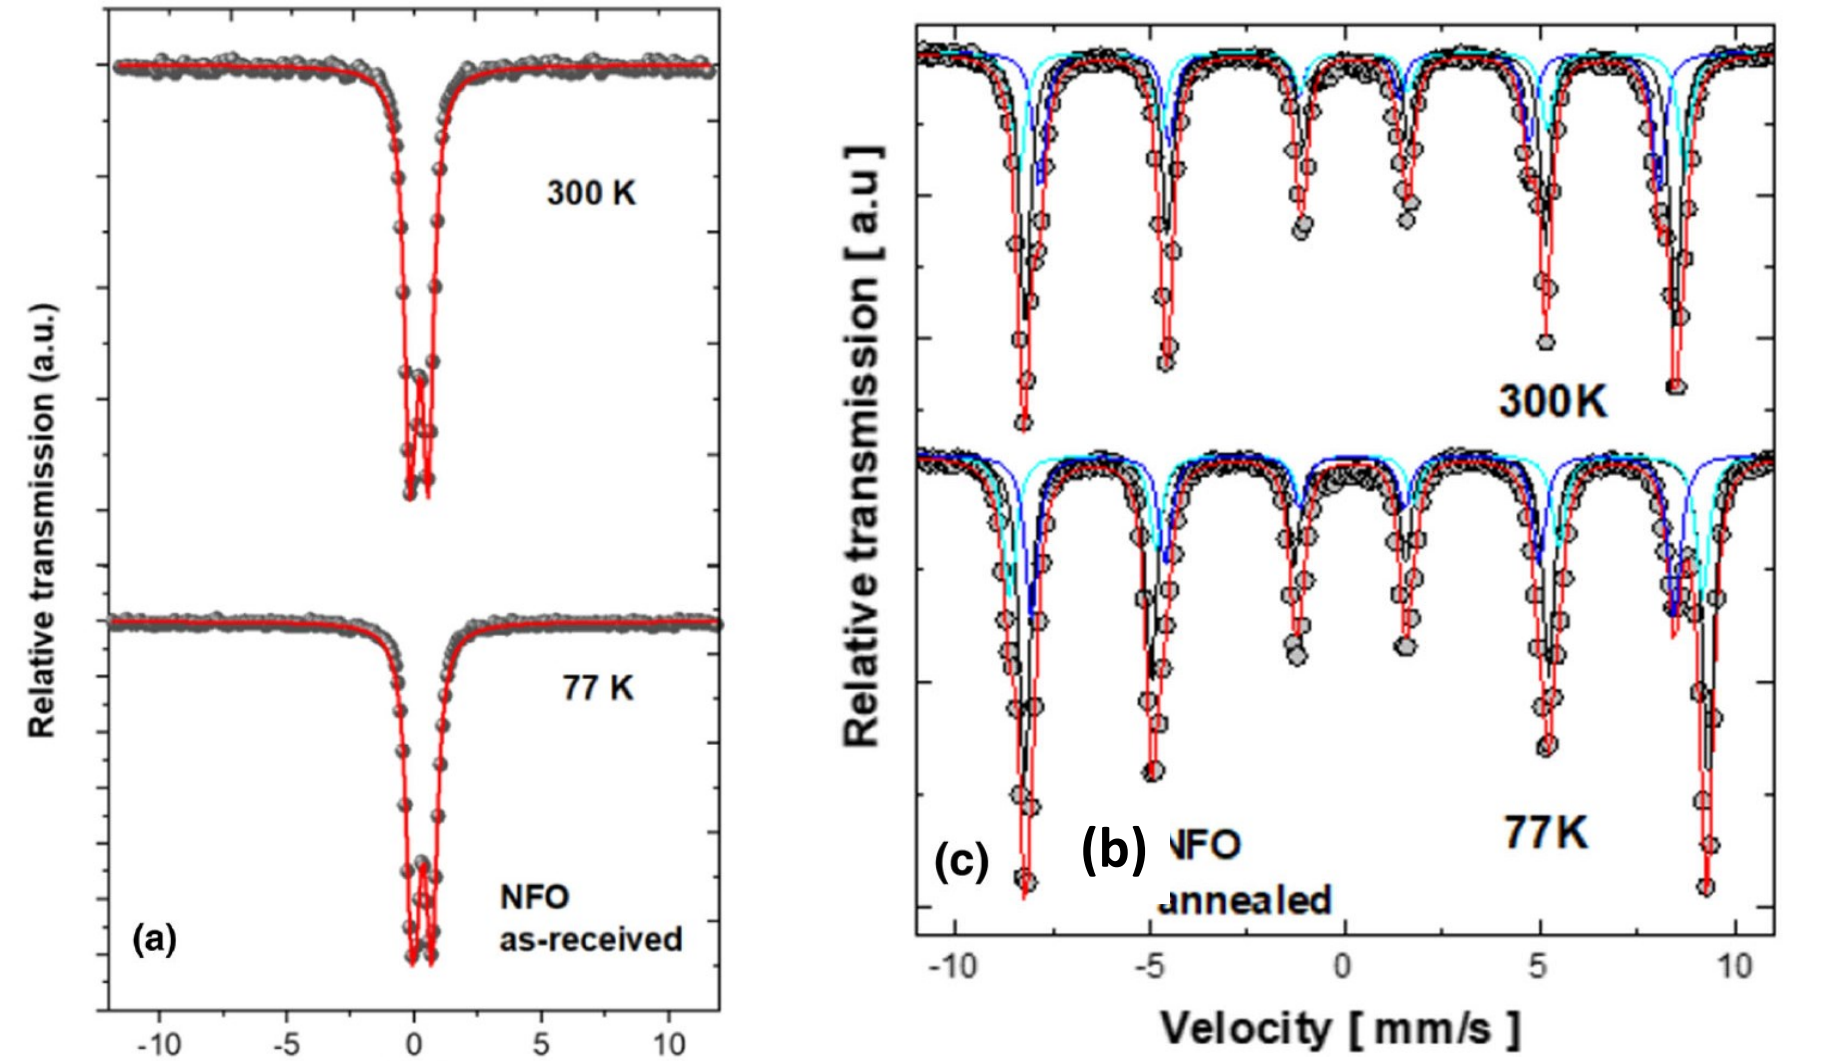 Relative transmission (a.u.)
300 K
77 K
NFO
as-received
(a)
-10 -5 0 5 10
Relative transmission [ a.u ]
300K
77K
(c) (b) NFO
annealed
-10 -5 0 5 10
Velocity [ mm/s ]